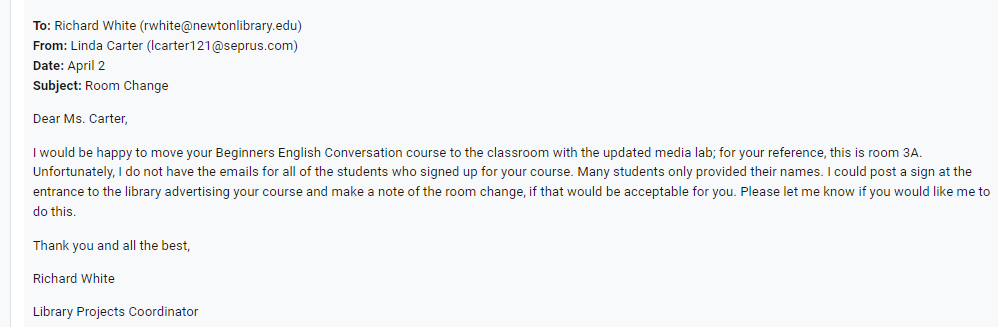 To: Richard White (rwhite@newtonlibrary.edu)
From: Linda Carter (lcarter121@seprus.com)
Date: April 2
Subject: Room Change
Dear Ms. Carter,
I would be happy to move your Beginners English Conversation course to the classroom with the updated media lab; for your reference, this is room 3A.
Unfortunately, I do not have the emails for all of the students who signed up for your course. Many students only provided their names. I could post a sign at the
entrance to the library advertising your course and make a note of the room change, if that would be acceptable for you. Please let me know if you would like me to
do this.
Thank you and all the best,
Richard White
Library Projects Coordinator